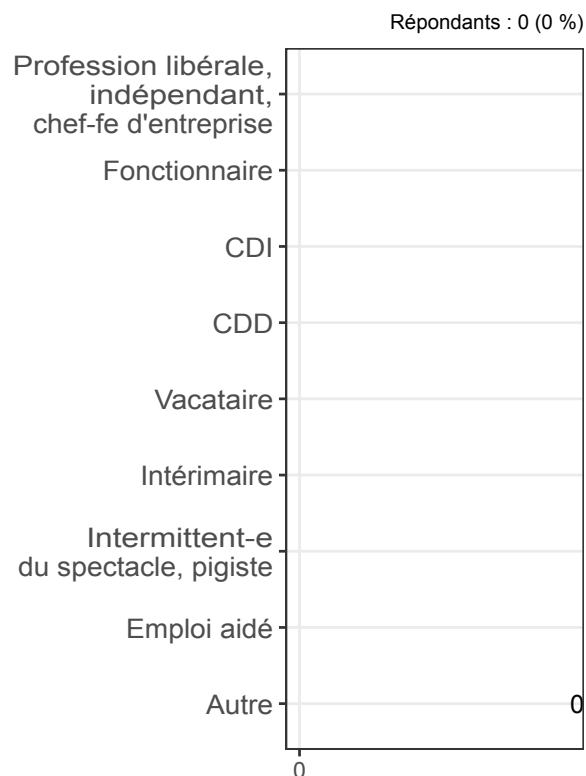 Répondants : 0 (0 %)
Profession libérale,
indépendant,
chef-fe d'entreprise
Fonctionnaire
CDI
CDD
Vacataire
Intérimaire
Intermittent-e
du spectacle, pigiste
Emploi aidé
Autre
0
0